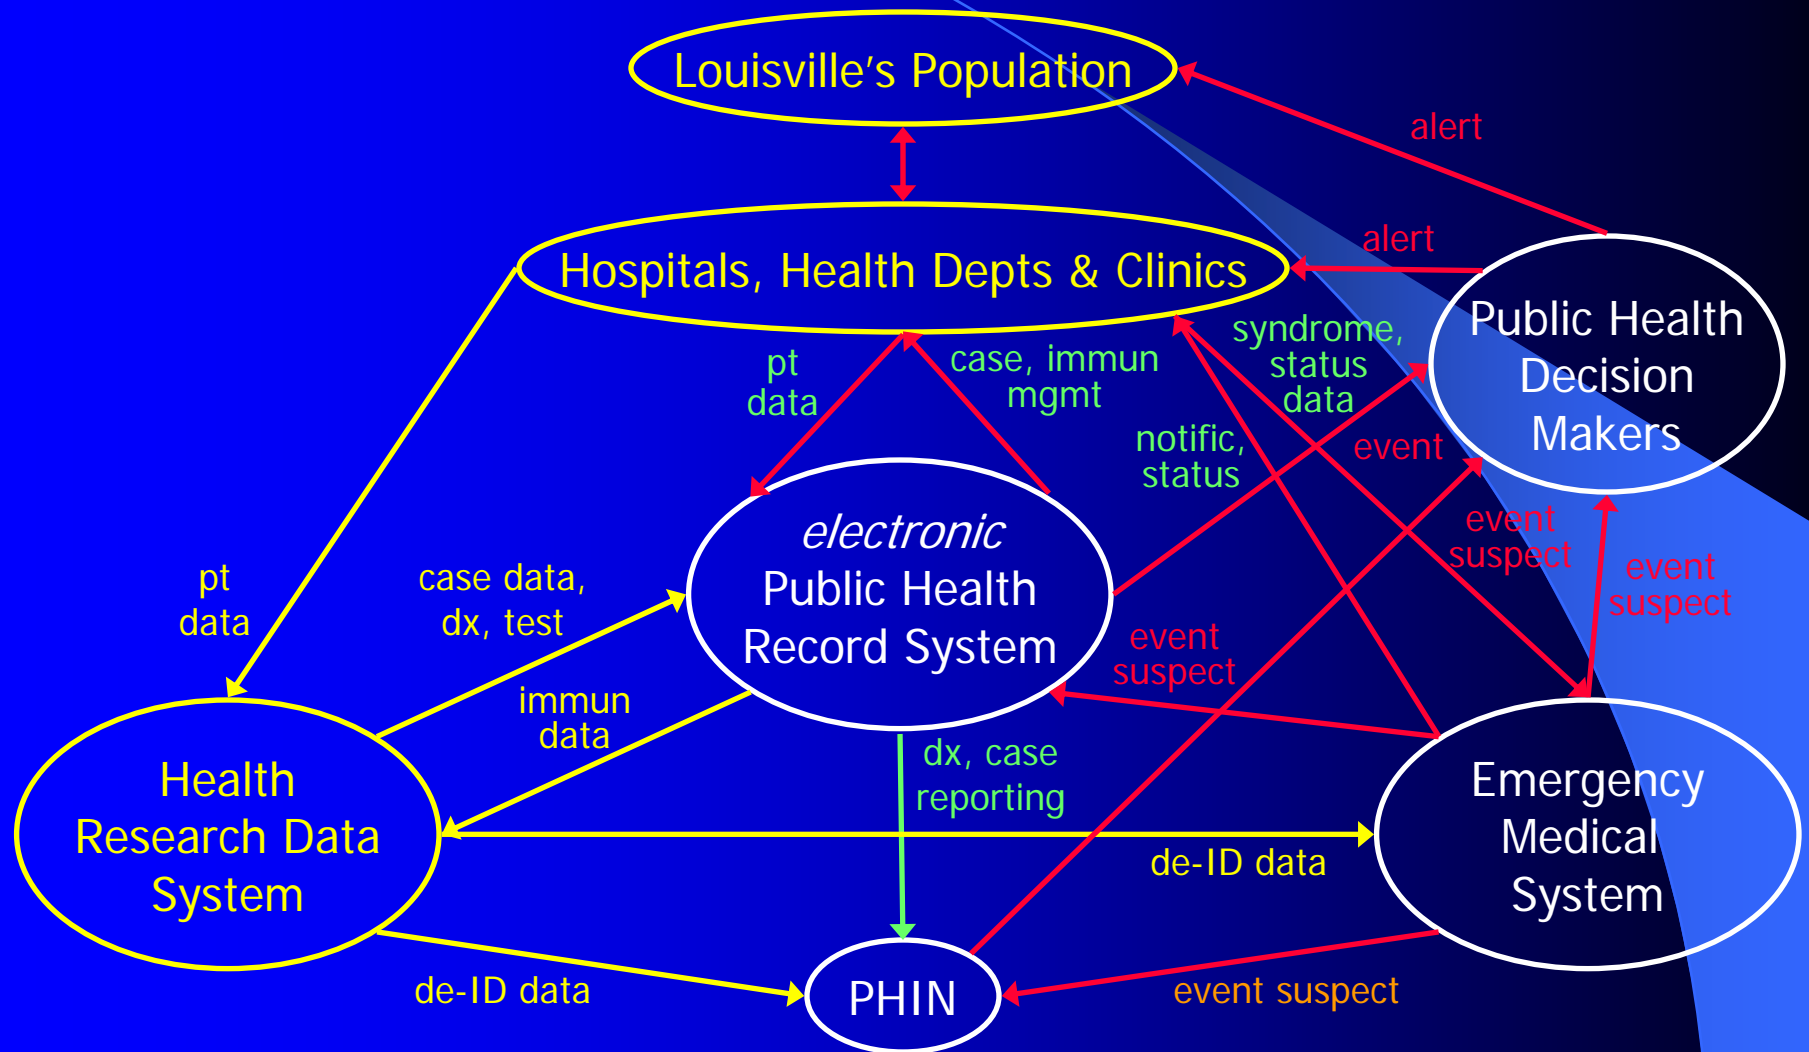 Louisville's Population
alert
alert
Hospitals, Health Depts & Clinics
Public Health
Decision
Makers
pt
data
case, immun
mgmt
syndrome,
status
data
notific,
status
event
event
suspect
event
suspect
electronic
Public Health
Record System
pt
data
case data,
dx, test
event
suspect
immun
data
dx, case
reporting
Health
Research Data
System
Emergency
Medical
System
de-ID data
de-ID data
PHIN
event suspect